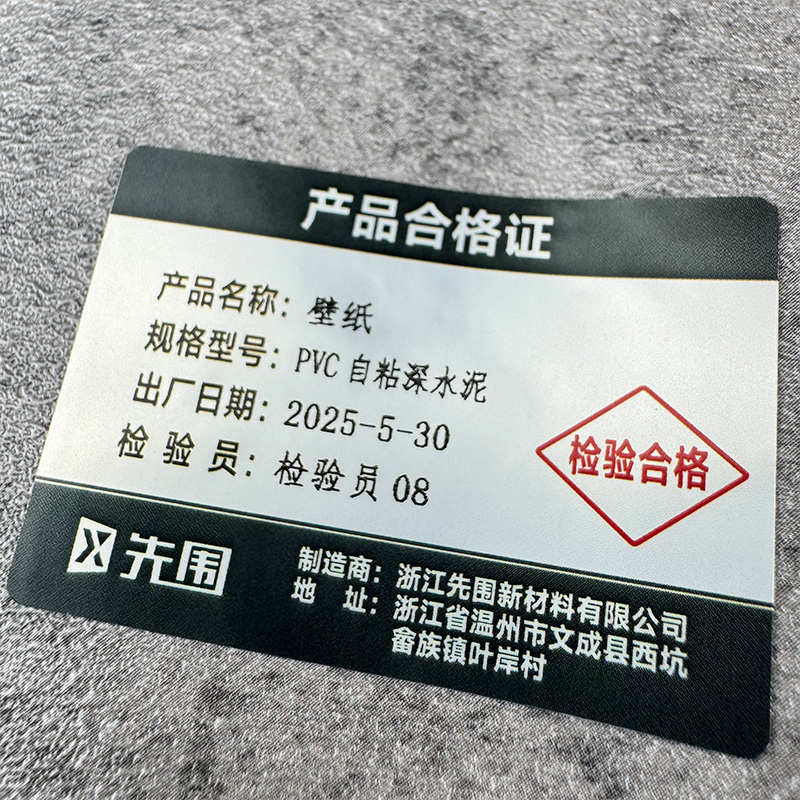 产品合格证
产品名称：壁纸
规格型号：PVC 自粘深水泥
出厂日期：2025-5-30
检 验 员：检验员 08
检验合格
先围
制造商：浙江先围新材料有限公司
地 址：浙江省温州市文成县西坑
畲族镇叶岸村